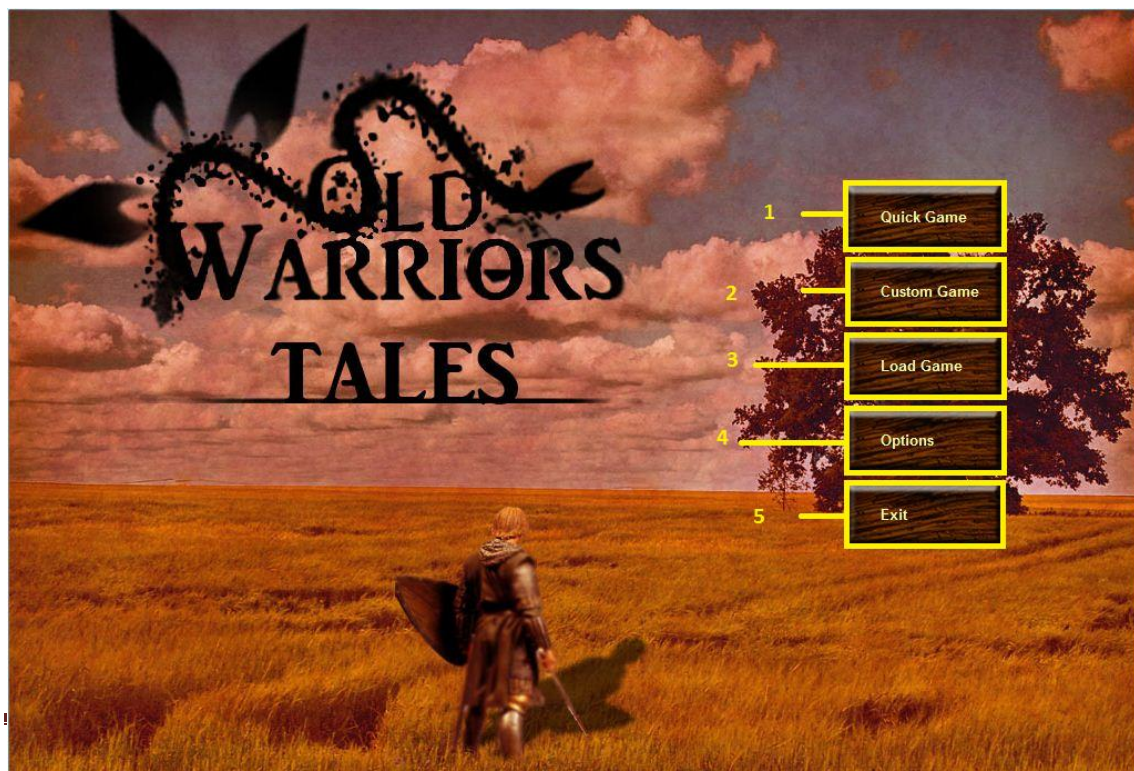 OLD
WARRIORS
TALES
1 Quick Game
2 Custom Game
3 Load Game
4 Options
5 Exit
!